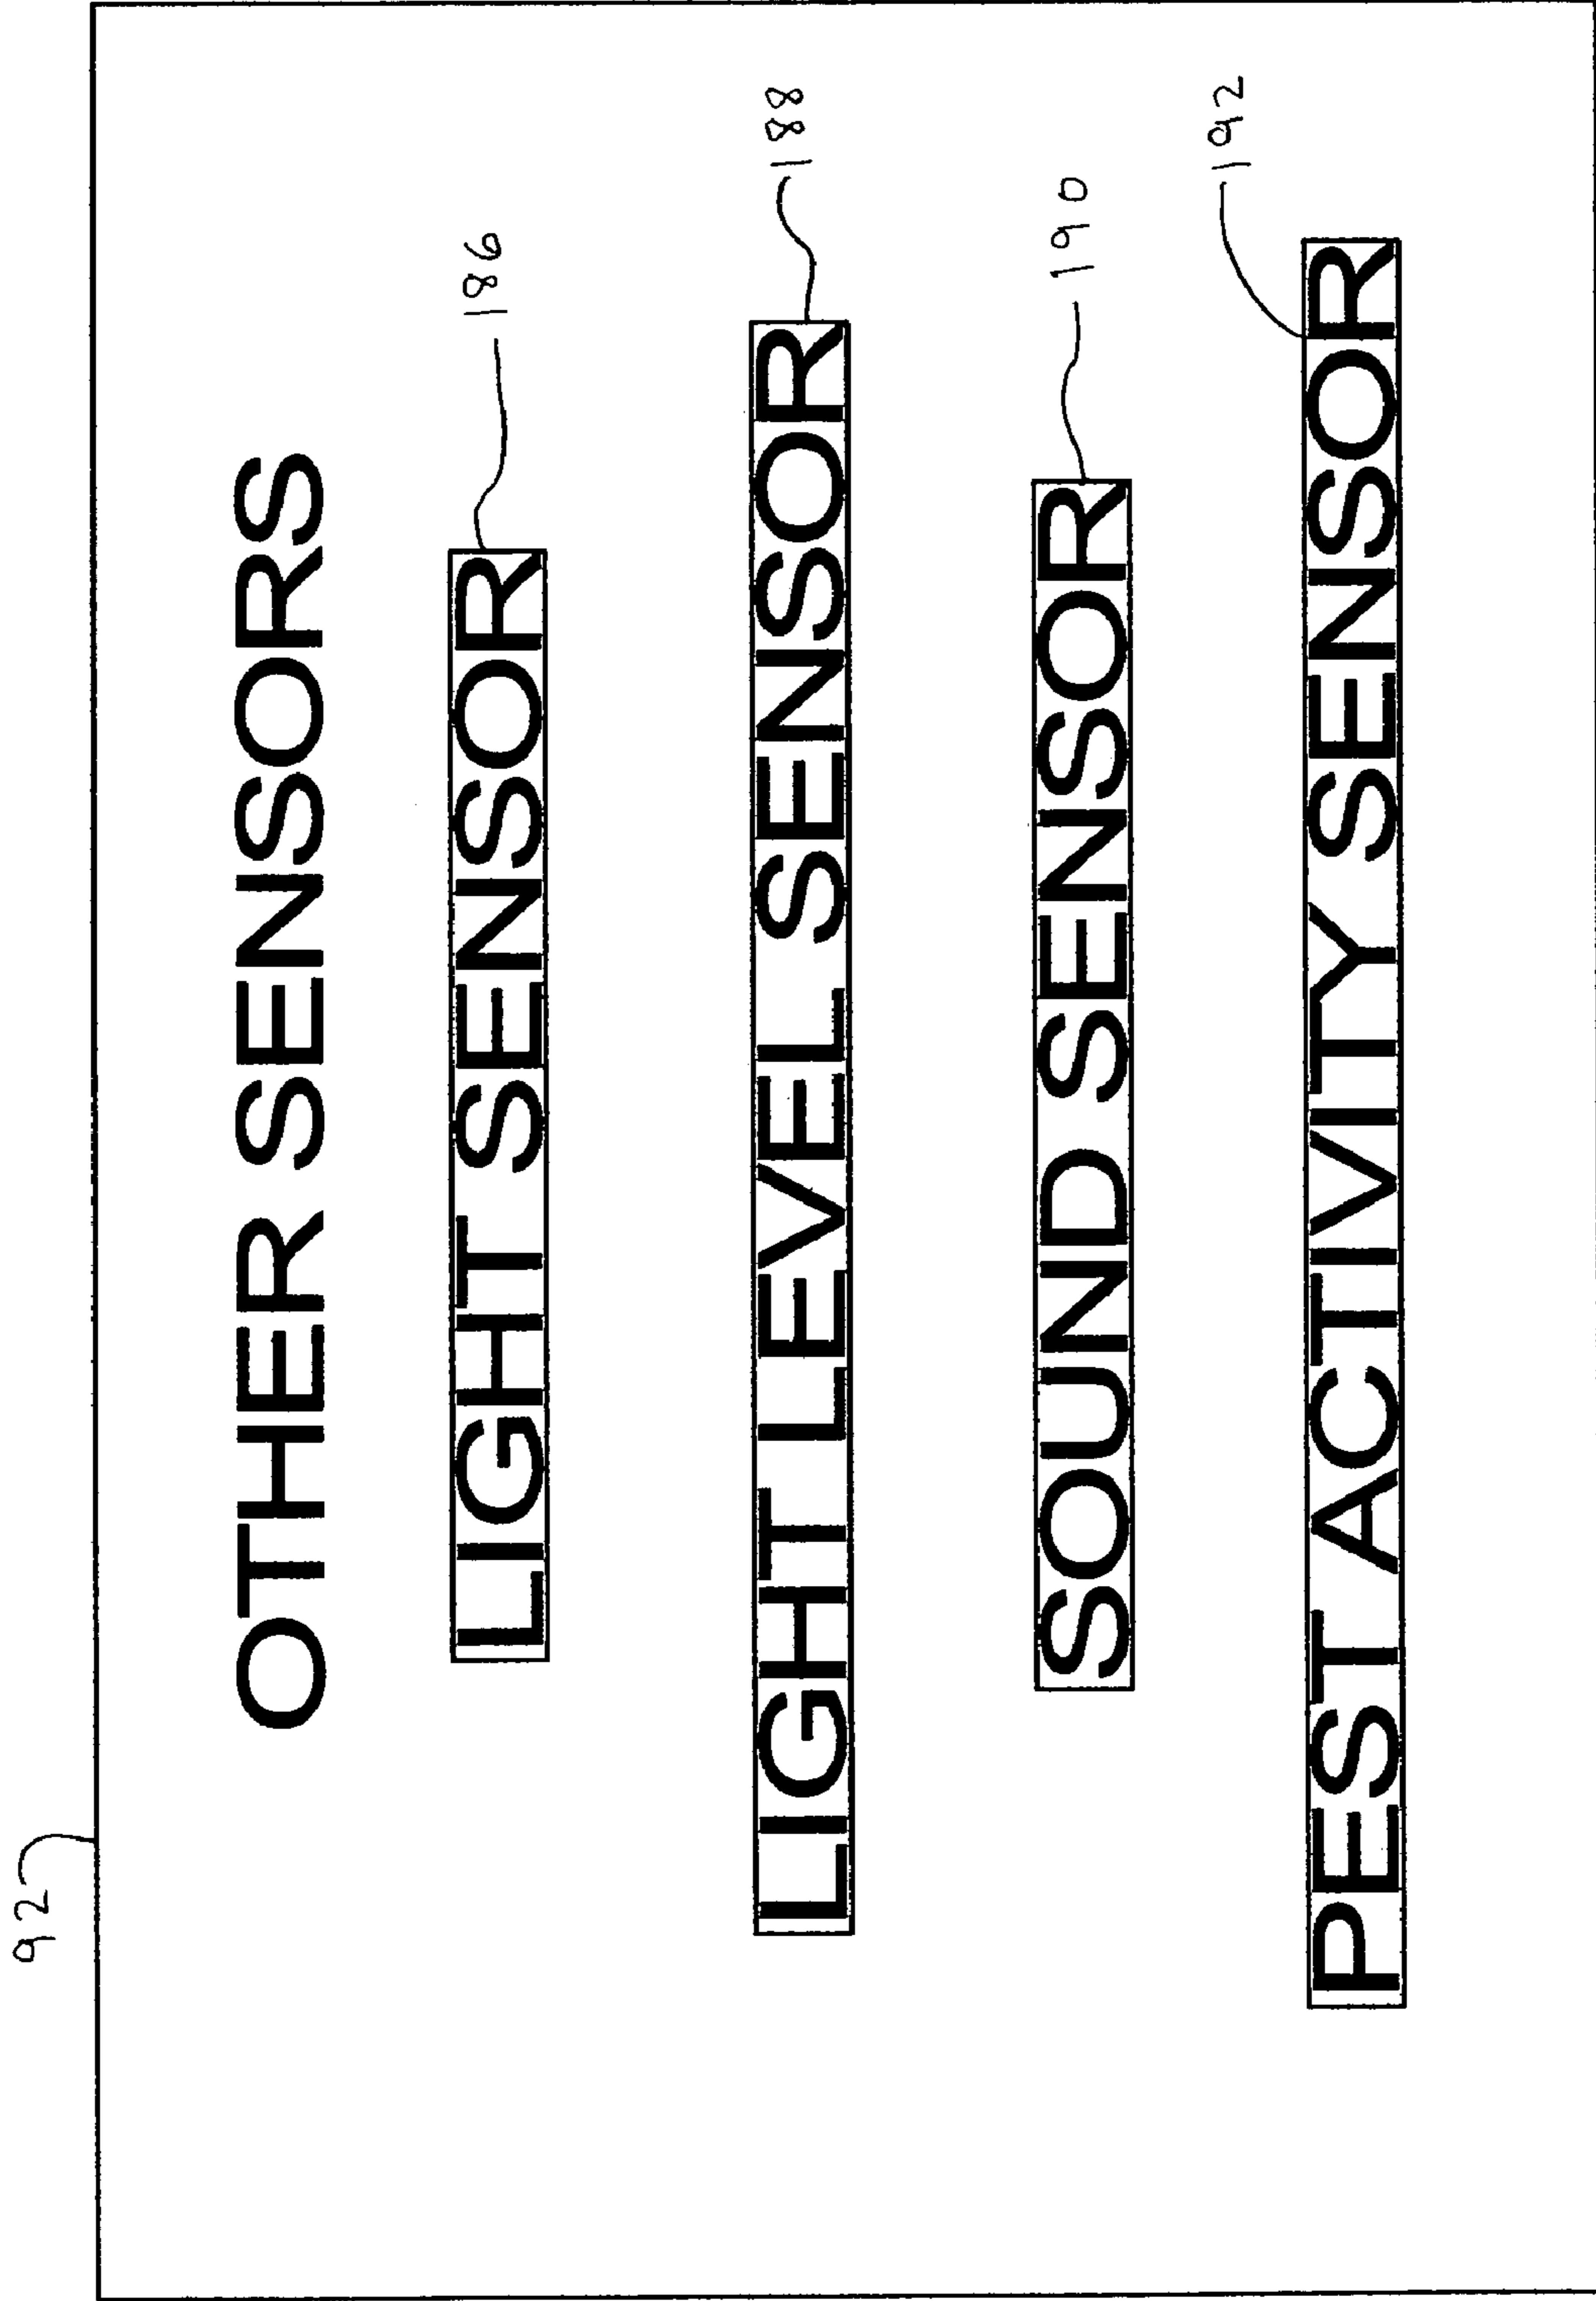 92
OTHER SENSORS
LIGHT SENSOR 186
LIGHT LEVEL SENSOR 188
SOUND SENSOR 190
PEST ACTIVITY SENSOR 192